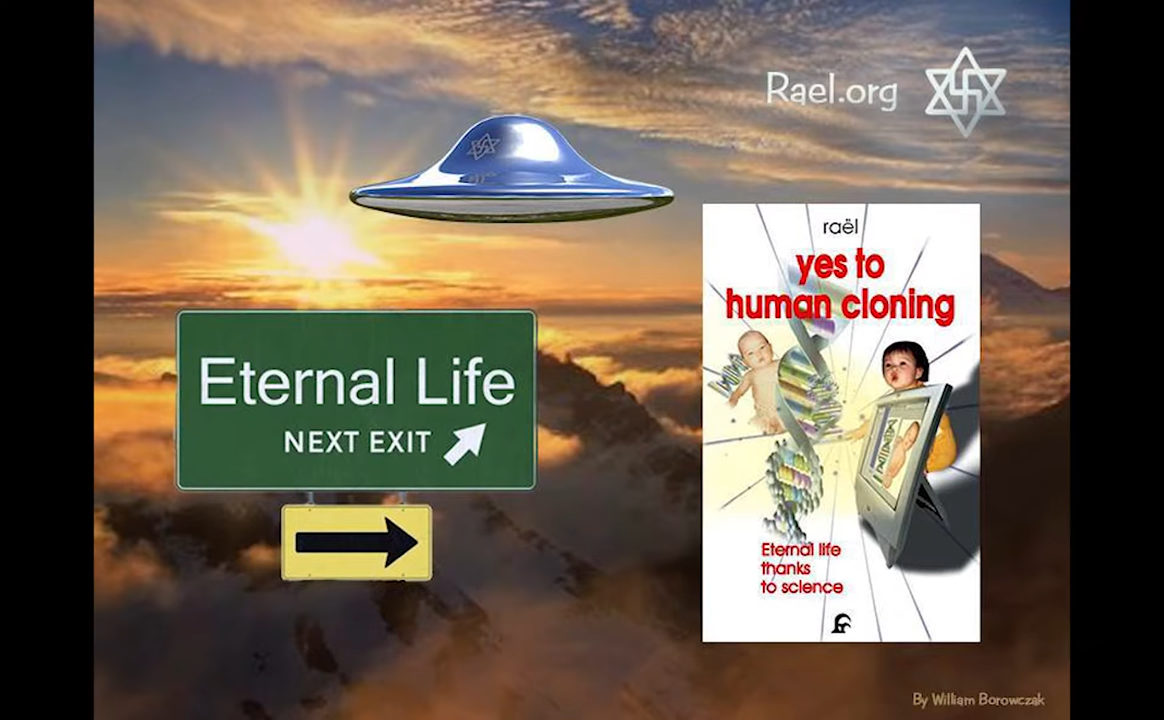 Rael.org
raël
yes to
human cloning
Eternal Life
NEXT EXIT
Eternal life
thanks
to science
By William Borowczak